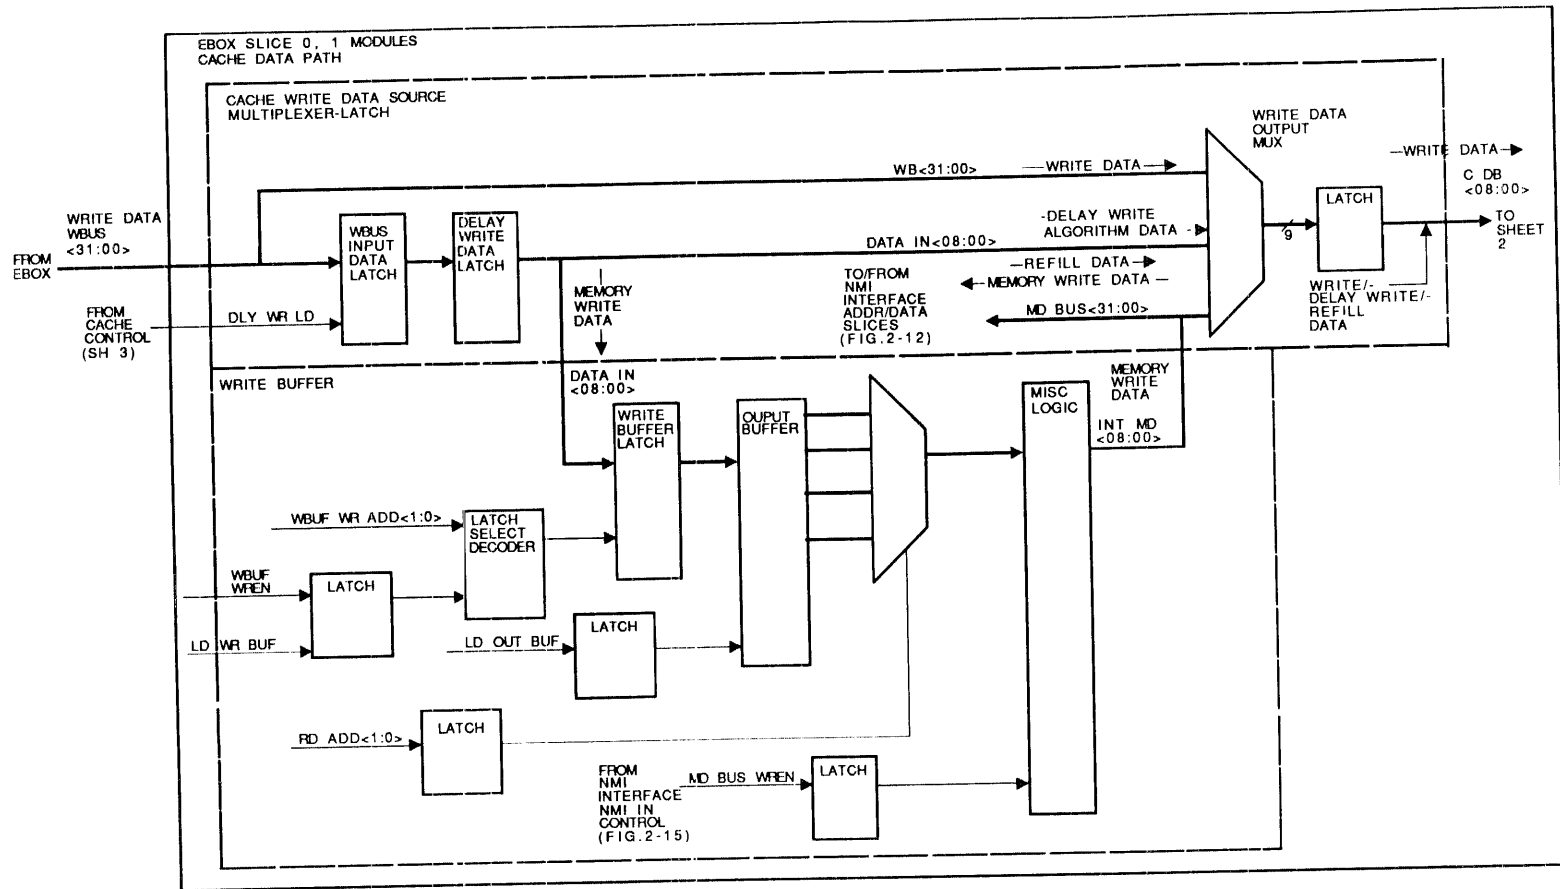 EBOX SLICE 0, 1 MODULES
CACHE DATA PATH
CACHE WRITE DATA SOURCE
MULTIPLEXER-LATCH
WRITE DATA
OUTPUT
MUX
WB<31:00>
WRITE DATA
WRITE DATA
C DB
<08:00>
TO
SHEET
2
WRITE DATA
WBUS
<31:00>
FROM
EBOX
WBUS
INPUT
DATA
LATCH
DELAY
WRITE
DATA
LATCH
DELAY WRITE
ALGORITHM DATA
DATA IN<08:00>
REFILL DATA
MEMORY WRITE DATA
LATCH
9
WRITE/-
DELAY WRITE/-
REFILL
DATA
FROM
CACHE
CONTROL
(SH 3)
DLY WR LD
MEMORY
WRITE
DATA
TO/FROM
NMI
INTERFACE
ADDR/DATA
SLICES
(FIG.2-12)
MD BUS<31:00>
WRITE BUFFER
DATA IN
<08:00>
WRITE
BUFFER
LATCH
OUPUT
BUFFER
MISC
LOGIC
MEMORY
WRITE
DATA
INT MD
<08:00>
WBUF WR ADD<1:0>
LATCH
SELECT
DECODER
WBUF
WREN
LATCH
LD WR BUF
LD OUT BUF
LATCH
RD ADD<1:0>
LATCH
FROM
NMI
INTERFACE
NMI IN
CONTROL
(FIG.2-15)
MD BUS WREN
LATCH